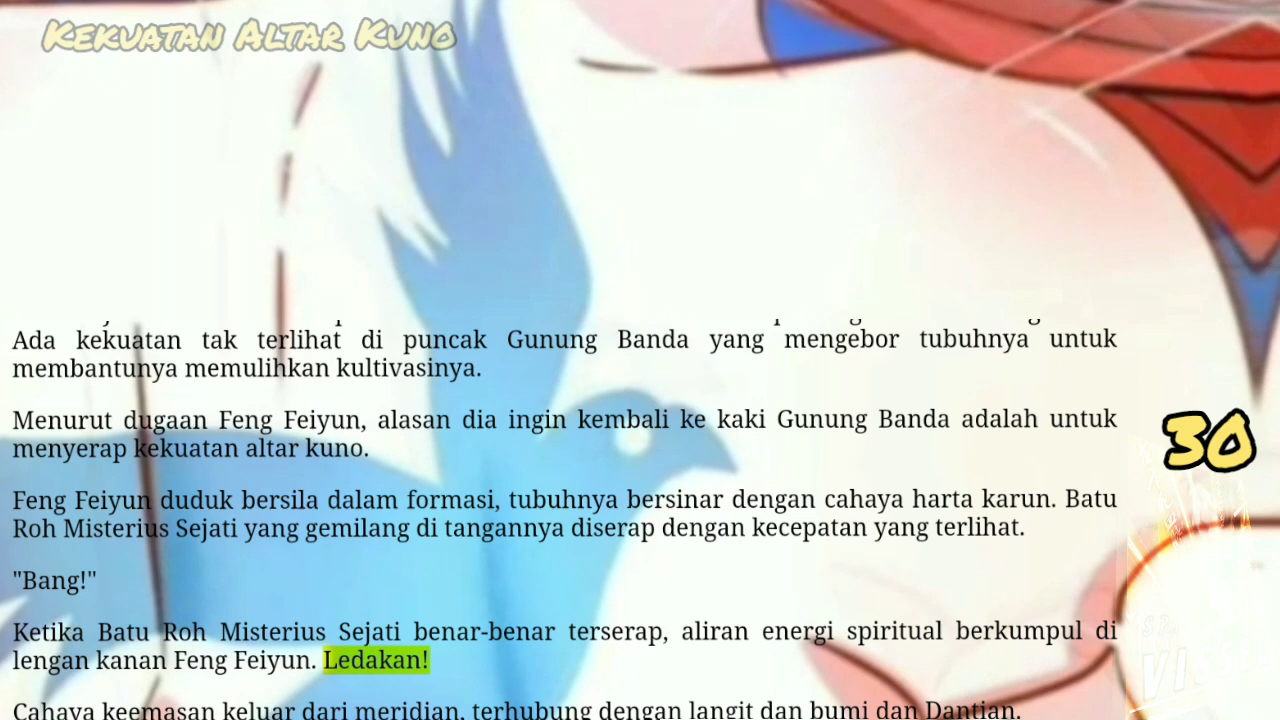 Kekuatan Altar Kuno
Ada kekuatan tak terlihat di puncak Gunung Banda yang mengebor tubuhnya untuk
membantunya memulihkan kultivasinya.
Menurut dugaan Feng Feiyun, alasan dia ingin kembali ke kaki Gunung Banda adalah untuk
menyerap kekuatan altar kuno.
30
Feng Feiyun duduk bersila dalam formasi, tubuhnya bersinar dengan cahaya harta karun. Batu
Roh Misterius Sejati yang gemilang di tangannya diserap dengan kecepatan yang terlihat.
"Bang!"
Ketika Batu Roh Misterius Sejati benar-benar terserap, aliran energi spiritual berkumpul di
lengan kanan Feng Feiyun. Ledakan!
Cahaya keemasan keluar dari meridian, terhubung dengan langit dan bumi dan Dantian.